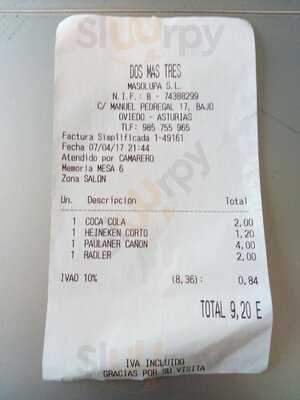 DOS MAS TRES
MASOLUPA S.L.
N.I.F.: B - 74388299
C/ MANUEL PEDREGAL 17, BAJO
OVIEDO - ASTURIAS
TLF: 985 755 965
Factura Simplificada 1-49161
Fecha 07/04/17 21:44
Atendido por CAMARERO
Memoria MESA 6
Zona SALON
Un. Descripción Total
1 COCA COLA 2,00
1 HEINEKEN CORTO 1,20
1 PAULANER CAÑON 4,00
1 RADLER 2,00
IVA0 10% (8,36): 0,84
TOTAL 9,20 E
IVA INCLUIDO
GRACIAS POR SU VISITA